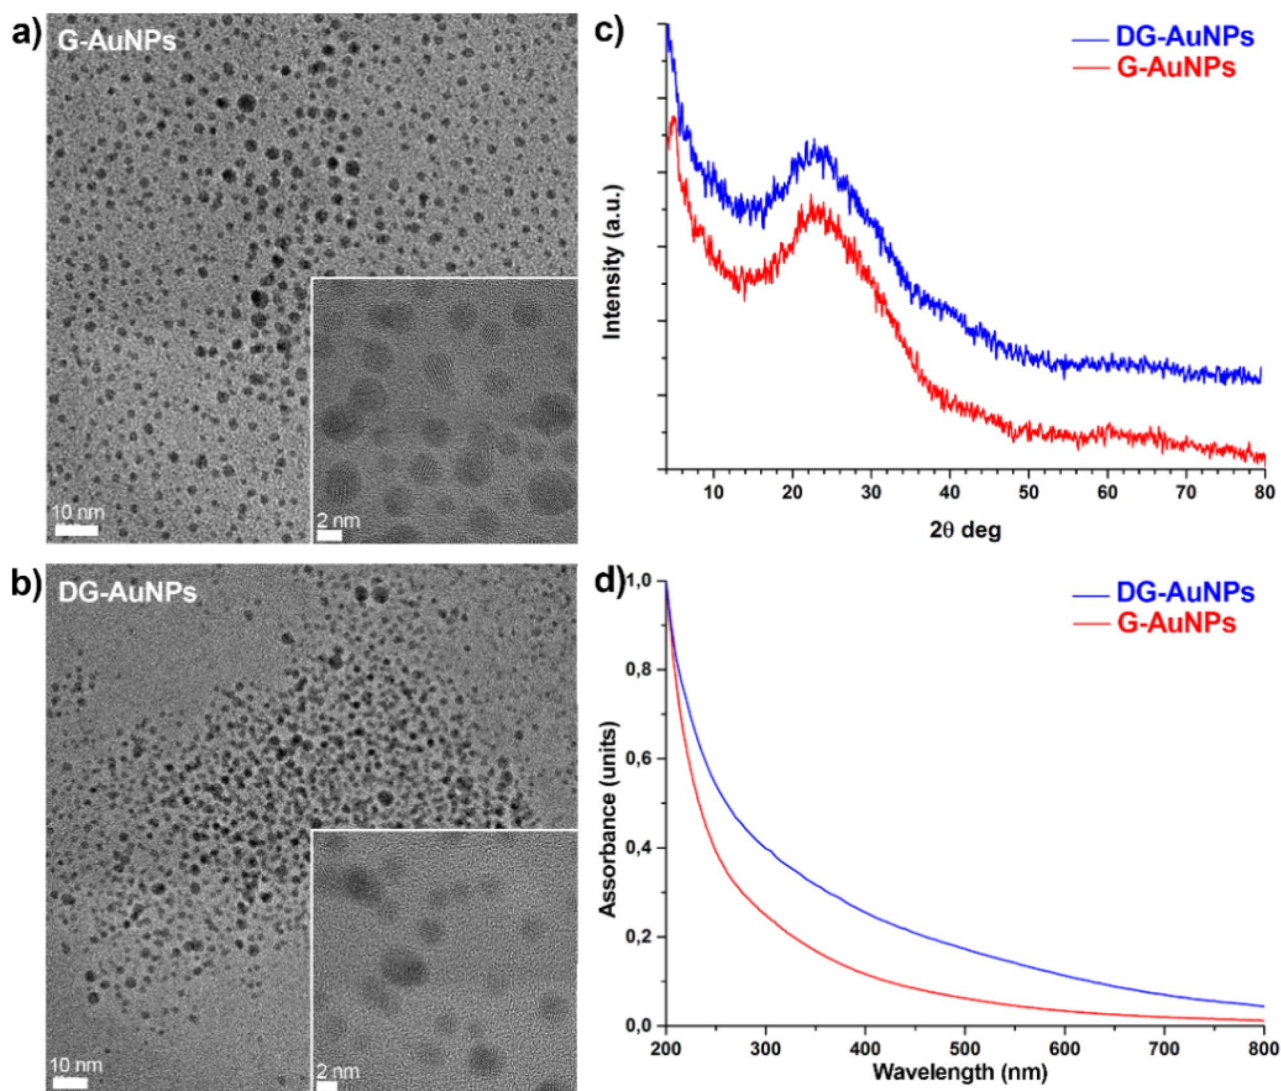 a)
G-AuNPs
10 nm
2 nm
b)
DG-AuNPs
10 nm
2 nm
c)
DG-AuNPs
G-AuNPs
Intensity (a.u.)
10 20 30 40 50 60 70 80
2θ deg
d)
DG-AuNPs
G-AuNPs
Assorbance (units)
1,0
0,8
0,6
0,4
0,2
0,0
200 300 400 500 600 700 800
Wavelength (nm)